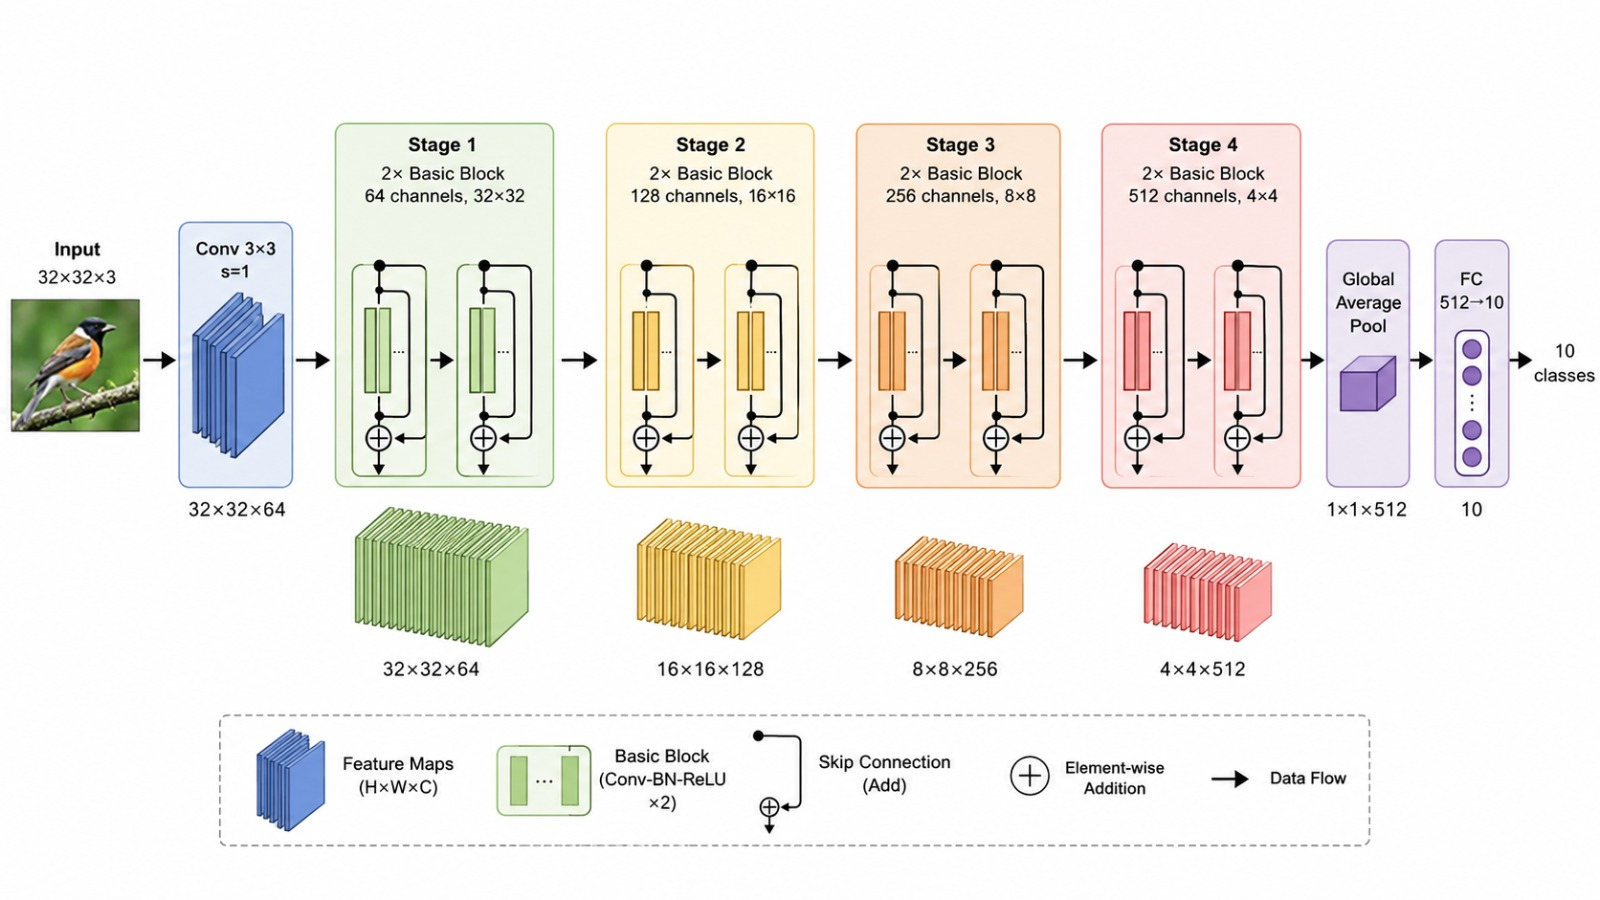 Input
32×32×3
Conv 3×3
s=1
32×32×64
Stage 1
2× Basic Block
64 channels, 32×32
...
...
32×32×64
Stage 2
2× Basic Block
128 channels, 16×16
...
...
16×16×128
Stage 3
2× Basic Block
256 channels, 8×8
...
...
8×8×256
Stage 4
2× Basic Block
512 channels, 4×4
...
...
4×4×512
Global
Average
Pool
1×1×512
FC
512→10
10
10
classes
Feature Maps
(H×W×C)
...
Basic Block
(Conv-BN-ReLU
×2)
Skip Connection
(Add)
Element-wise
Addition
Data Flow